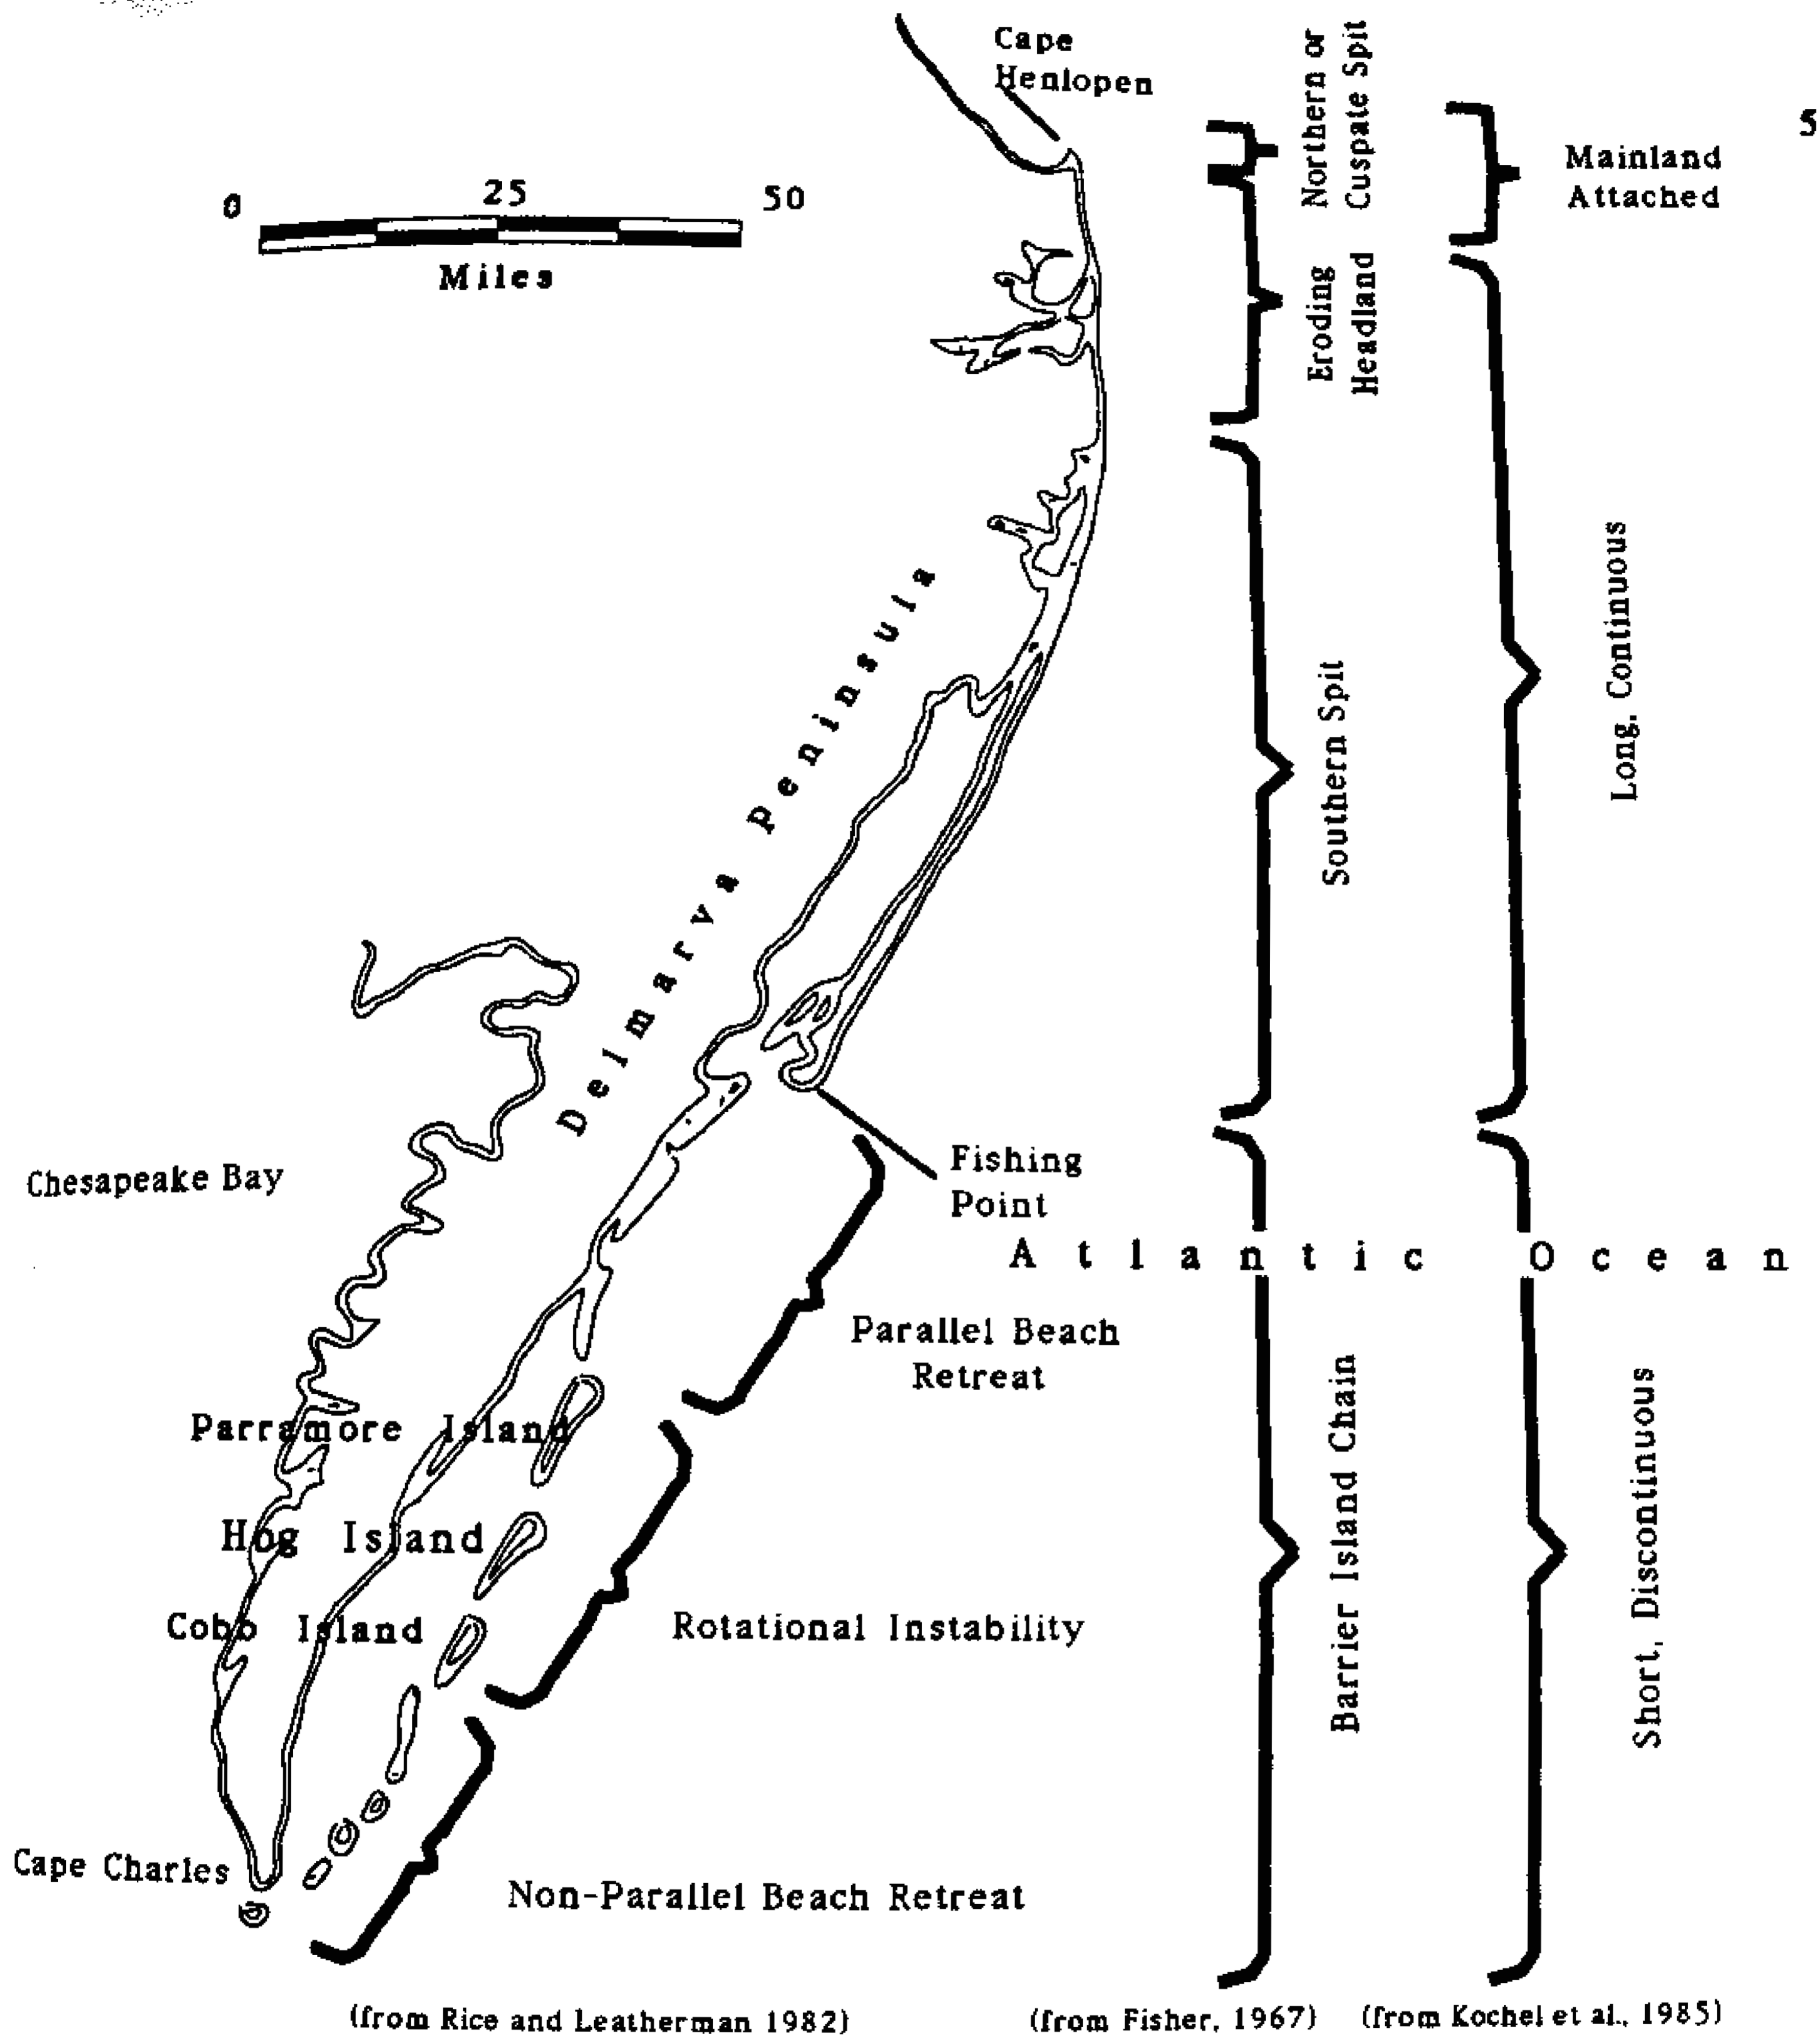 Cape
Henlopen
Northern or
Cuspate Spit
5
Mainland
Attached
0 25 50
Miles
Eroding
Headland
Long, Continuous
Southern Spit
Delmarva Peninsula
Chesapeake Bay
Fishing
Point
Atlantic Ocean
Parallel Beach
Retreat
Parramore Island
Hog Island
Cobb Island
Rotational Instability
Barrier Island Chain
Short, Discontinuous
Cape Charles
Non-Parallel Beach Retreat
(from Rice and Leatherman 1982) (from Fisher, 1967) (from Kochel et al., 1985)